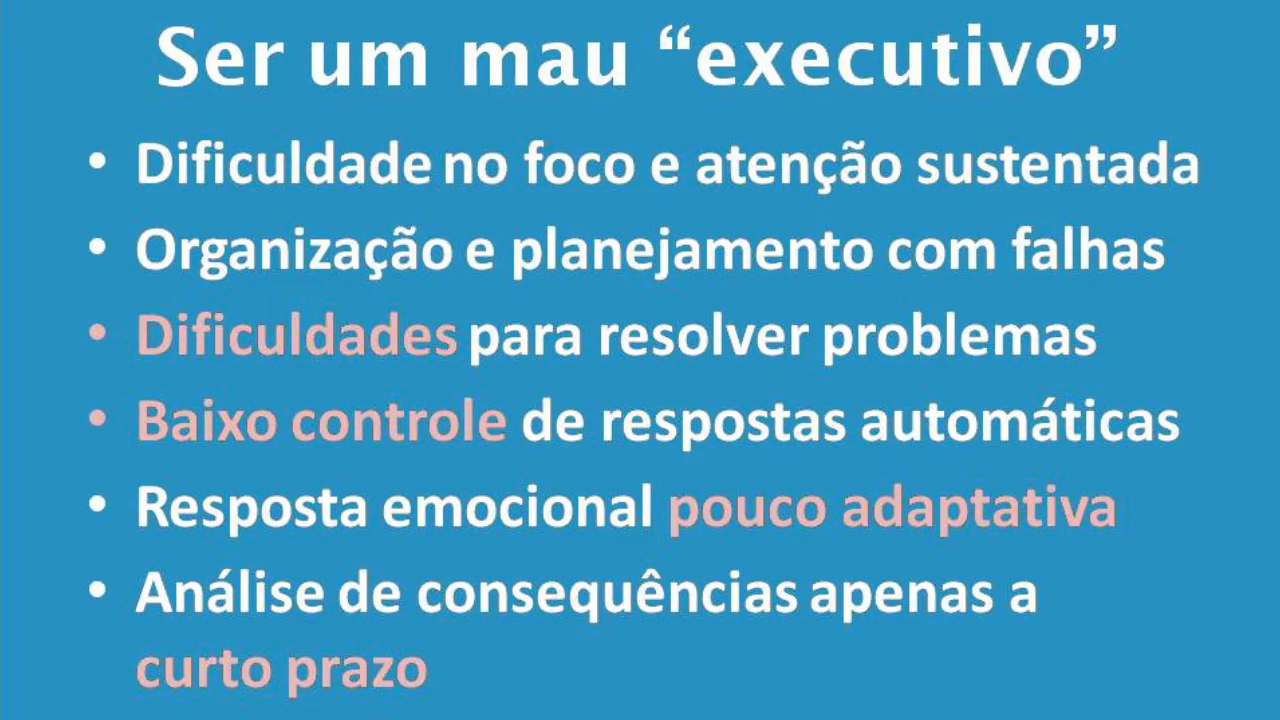 Ser um mau “executivo”
• Dificuldade no foco e atenção sustentada
• Organização e planejamento com falhas
• Dificuldades para resolver problemas
• Baixo controle de respostas automáticas
• Resposta emocional pouco adaptativa
• Análise de consequências apenas a
curto prazo